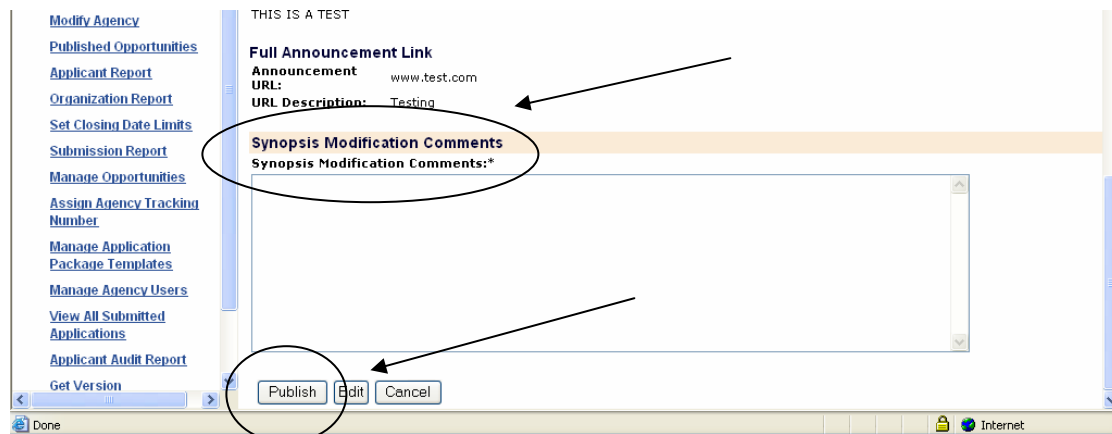 Modify Agency
Published Opportunities
Applicant Report
Organization Report
Set Closing Date Limits
Submission Report
Manage Opportunities
Assign Agency Tracking
Number
Manage Application
Package Templates
Manage Agency Users
View All Submitted
Applications
Applicant Audit Report
Get Version
THIS IS A TEST
Full Announcement Link
Announcement
URL: www.test.com
URL Description: Testing
Synopsis Modification Comments
Synopsis Modification Comments:*
Publish Edit Cancel
Done Internet